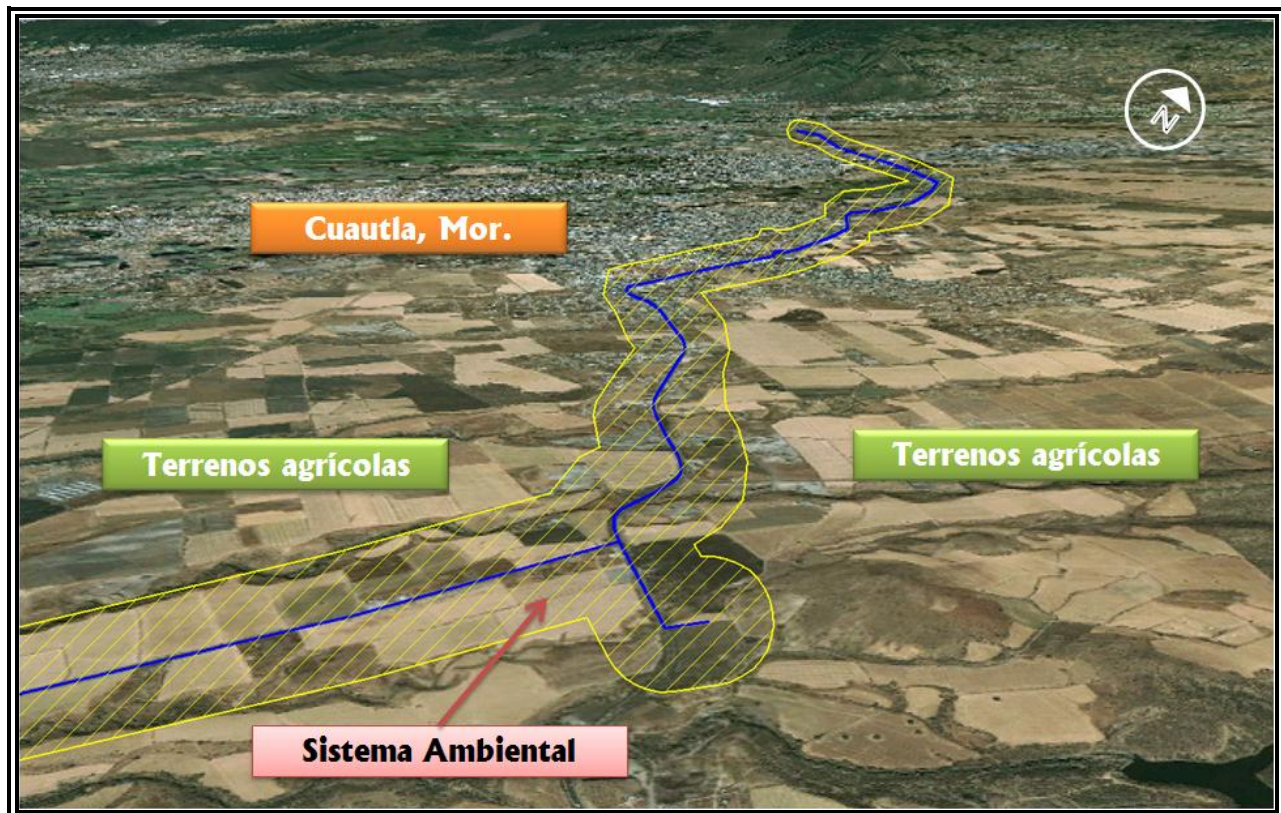 N
Cuautla, Mor.
Terrenos agrícolas
Terrenos agrícolas
Sistema Ambiental